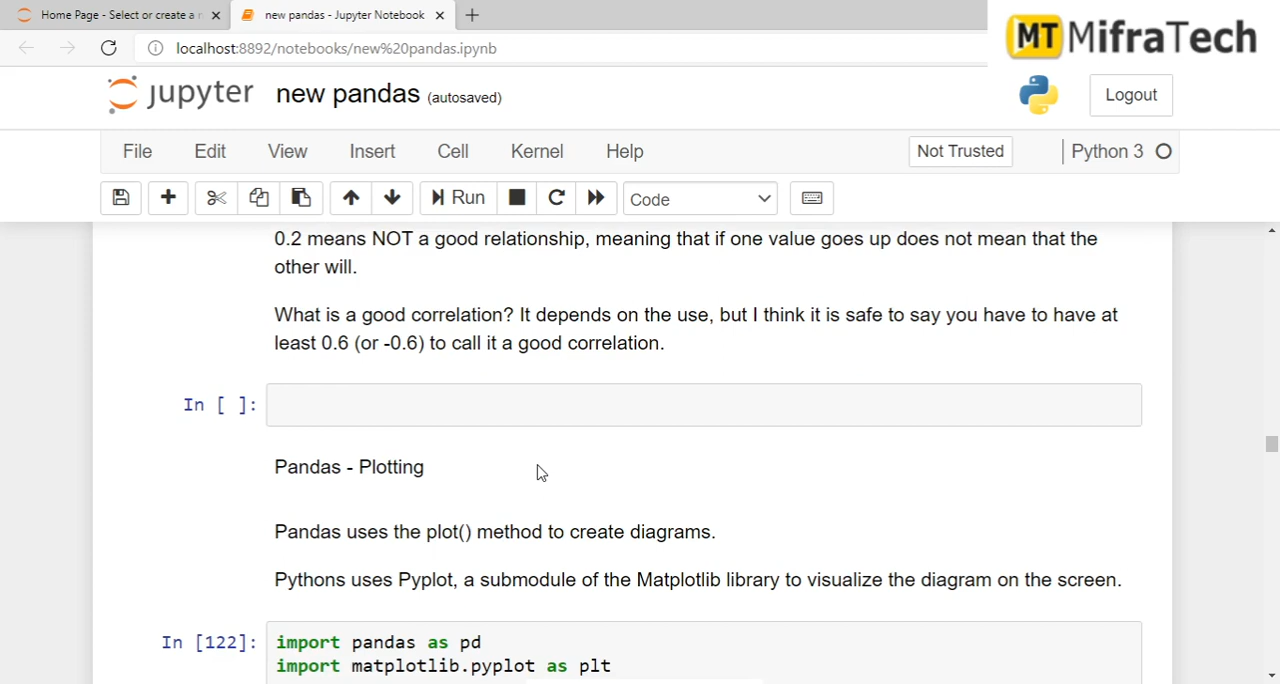 Home Page - Select or create a n
new pandas - Jupyter Notebook
localhost:8892/notebooks/new%20pandas.ipynb
MT MifraTech
jupyter new pandas (autosaved)
Logout
File Edit View Insert Cell Kernel Help
Not Trusted
Python 3
Run
Code
0.2 means NOT a good relationship, meaning that if one value goes up does not mean that the
other will.
What is a good correlation? It depends on the use, but I think it is safe to say you have to have at
least 0.6 (or -0.6) to call it a good correlation.
In [ ]:
Pandas - Plotting
Pandas uses the plot() method to create diagrams.
Pythons uses Pyplot, a submodule of the Matplotlib library to visualize the diagram on the screen.
In [122]: import pandas as pd
import matplotlib.pyplot as plt